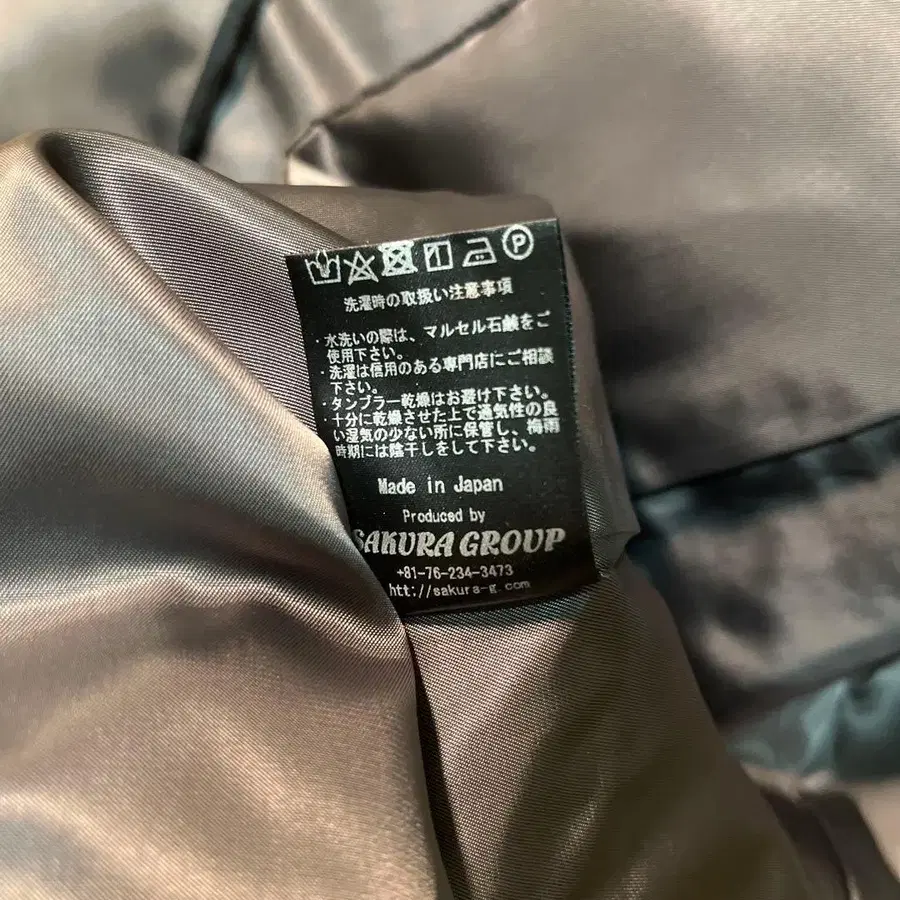 P
洗濯時の取扱い注意事項
・水洗いの際は、マルセル石鹸をご
使用下さい。
・洗濯は信用のある専門店にご相談
下さい。
・タンブラー乾燥はお避け下さい。
・十分に乾燥させた上で通気性の良
い湿気の少ない所に保管し、梅雨
時期には陰干しをして下さい。
Made in Japan
Produced by
SAKURA GROUP
+81-76-234-3473
htt://sakura-g.com